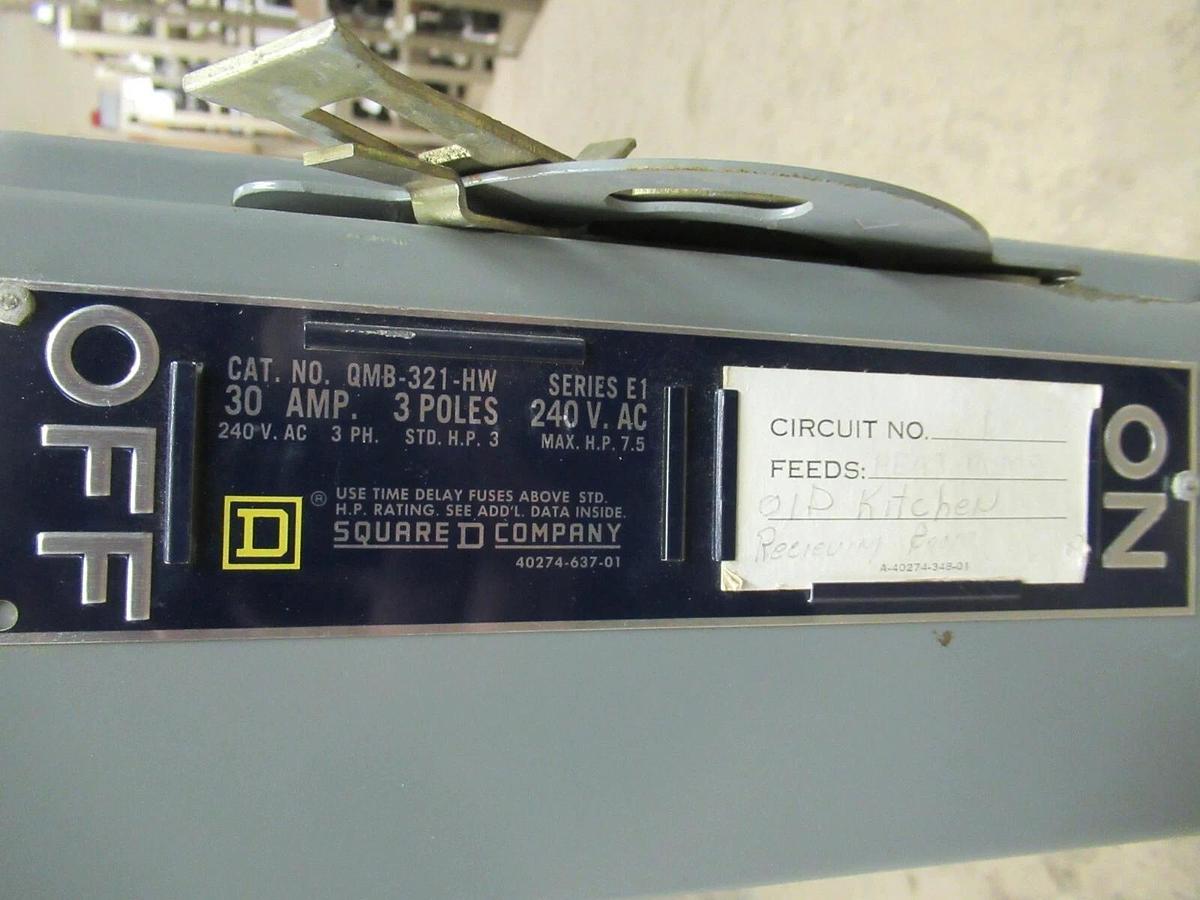 OFF
CAT. NO. QMB-321-HW SERIES E1
30 AMP. 3 POLES 240 V. AC
240 V. AC 3 PH. STD. H.P. 3 MAX. H.P. 7.5
D ® USE TIME DELAY FUSES ABOVE STD.
H.P. RATING. SEE ADD'L. DATA INSIDE.
SQUARE D COMPANY
40274-637-01
CIRCUIT NO.
FEEDS:
OlD KitcheN
Recieving
A-40274-348-01
ON